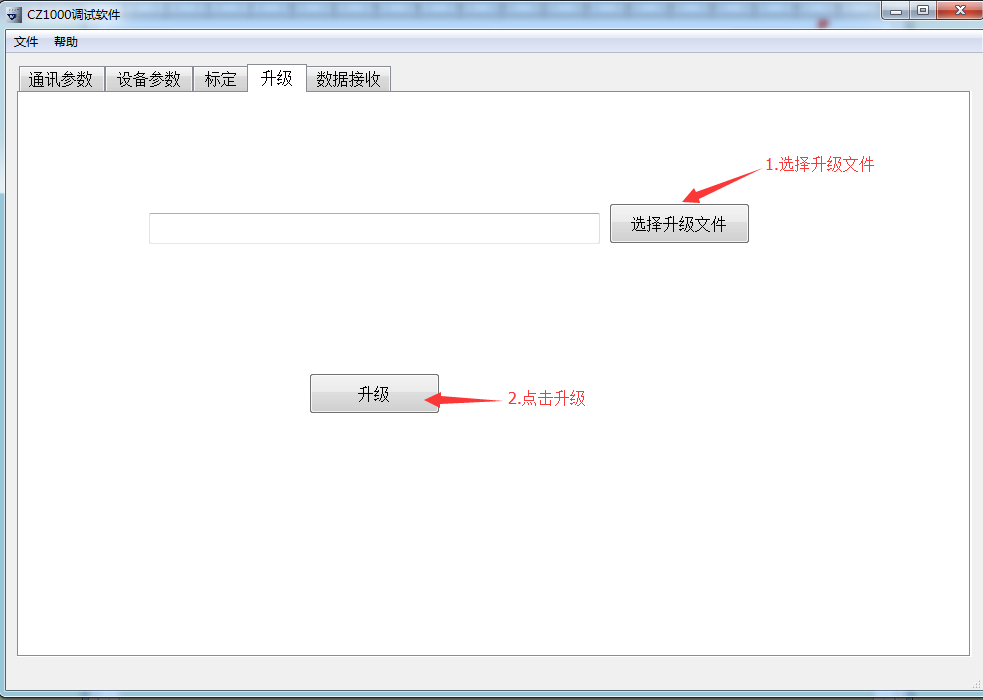 CZ1000调试软件
文件 帮助
通讯参数 设备参数 标定 升级 数据接收
1.选择升级文件
选择升级文件
升级
2.点击升级